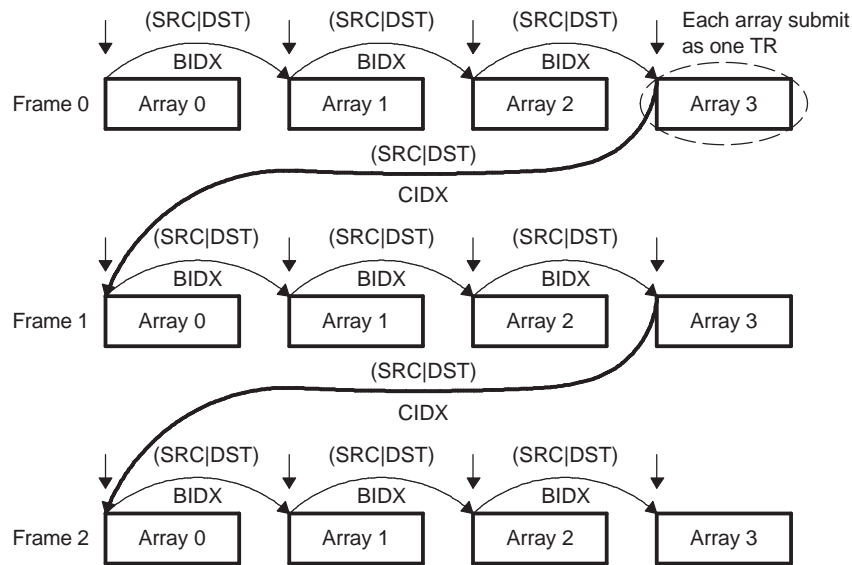 (SRC|DST) (SRC|DST) (SRC|DST) Each array submit
as one TR
BIDX BIDX BIDX
Frame 0 Array 0 Array 1 Array 2 Array 3
(SRC|DST)
CIDX
(SRC|DST) (SRC|DST) (SRC|DST)
BIDX BIDX BIDX
Frame 1 Array 0 Array 1 Array 2 Array 3
(SRC|DST)
CIDX
(SRC|DST) (SRC|DST) (SRC|DST)
BIDX BIDX BIDX
Frame 2 Array 0 Array 1 Array 2 Array 3